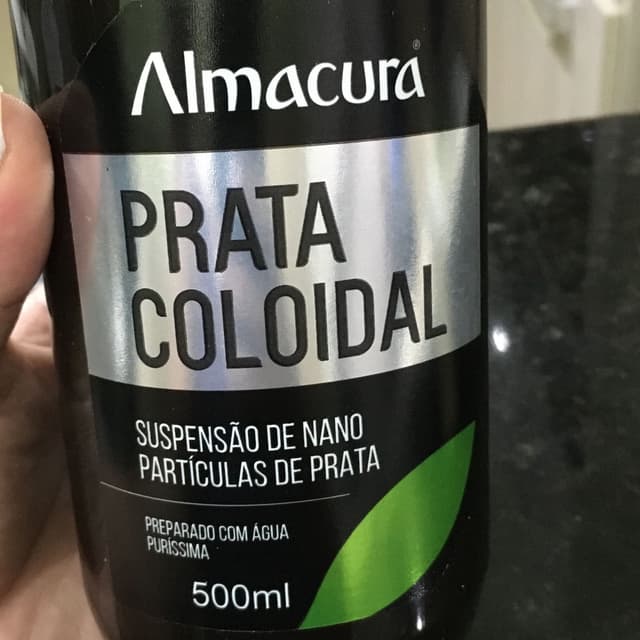 Almacura®
PRATA
COLOIDAL
SUSPENSÃO DE NANO
PARTÍCULAS DE PRATA
PREPARADO COM ÁGUA
PURÍSSIMA
500ml